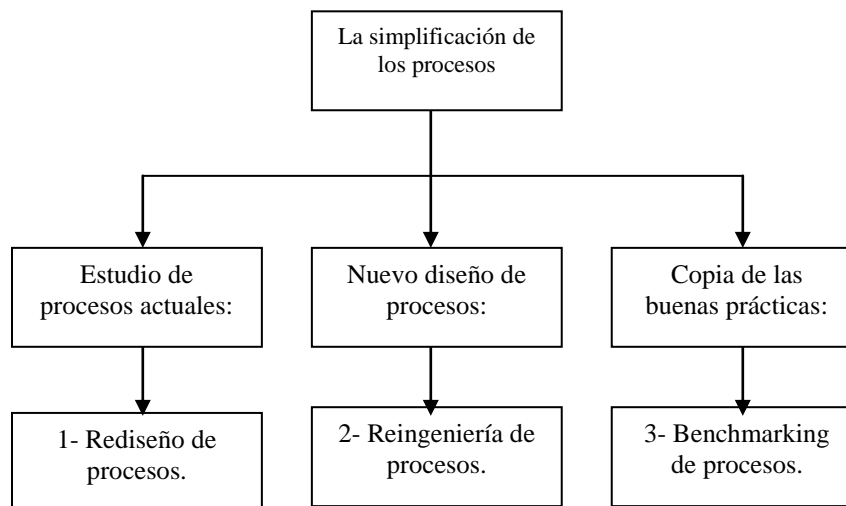 La simplificación de
los procesos
Estudio de
procesos actuales:
Nuevo diseño de
procesos:
Copia de las
buenas prácticas:
1- Rediseño de
procesos.
2- Reingeniería de
procesos.
3- Benchmarking
de procesos.